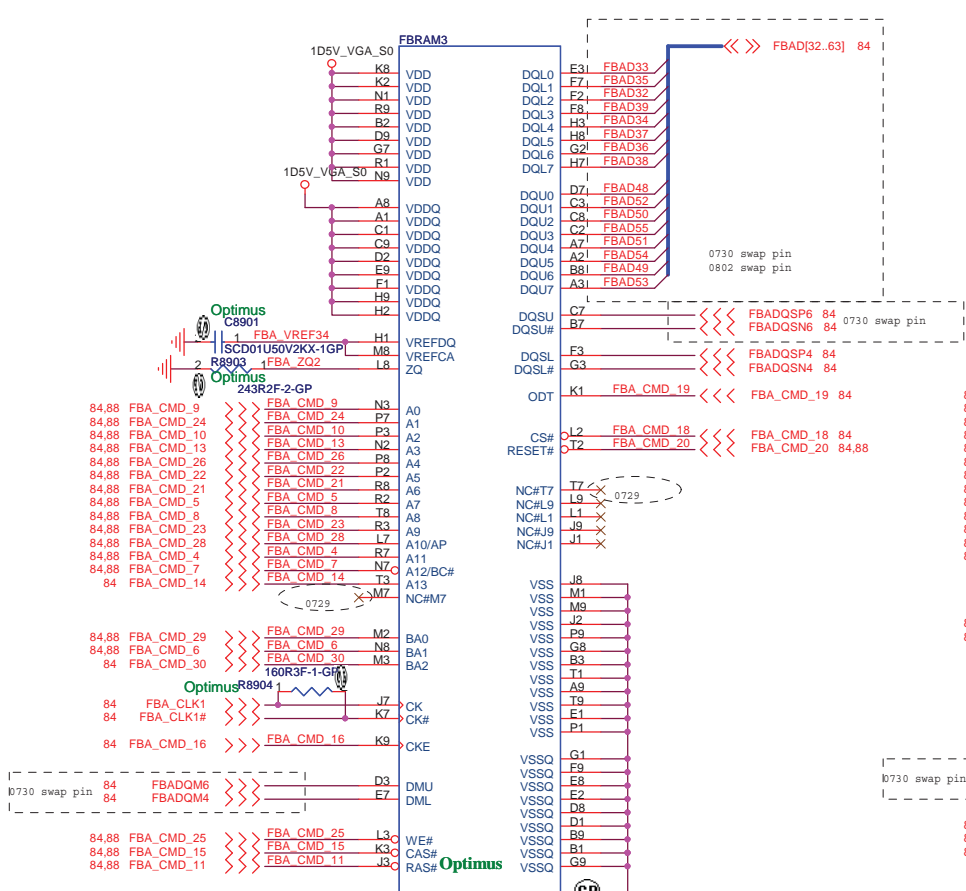 FBRAM3
1D5V_VGA_S0
FBAD[32..63] 84
K8 VDD DQL0 E3 FBAD33
K2 VDD DQL1 F7 FBAD35
N1 VDD DQL2 F2 FBAD32
R9 VDD DQL3 F8 FBAD39
B2 VDD DQL4 H3 FBAD34
D9 VDD DQL5 H8 FBAD37
G7 VDD DQL6 G2 FBAD36
R1 VDD DQL7 H7 FBAD38
N9 VDD
1D5V_VGA_S0
DQU0 D7 FBAD48
A8 VDDQ DQU1 C3 FBAD52
A1 VDDQ DQU2 C8 FBAD50
C1 VDDQ DQU3 C2 FBAD55
C9 VDDQ DQU4 A7 FBAD51
D2 VDDQ DQU5 A2 FBAD54
E9 VDDQ DQU6 B8 FBAD49
F1 VDDQ DQU7 A3 FBAD53
H9 VDDQ
H2 VDDQ
0730 swap pin
0802 swap pin
DQSU C7 FBADQSP6 84
DQSU# B7 FBADQSN6 84
0730 swap pin
Optimus
C8901
1 FBA_VREF34 H1 VREFDQ
SCD01U50V2KX-1GP M8 VREFCA
R8903
2 1 FBA_ZQ2 L8 ZQ
Optimus
243R2F-2-GP
DQSL F3 FBADQSP4 84
DQSL# G3 FBADQSN4 84
ODT K1 FBA_CMD_19 FBA_CMD_19 84
CS# L2 FBA_CMD_18 FBA_CMD_18 84
RESET# T2 FBA_CMD_20 FBA_CMD_20 84,88
84,88 FBA_CMD_9 FBA_CMD_9 N3 A0
84,88 FBA_CMD_24 FBA_CMD_24 P7 A1
84,88 FBA_CMD_10 FBA_CMD_10 P3 A2
84,88 FBA_CMD_13 FBA_CMD_13 N2 A3
84,88 FBA_CMD_26 FBA_CMD_26 P8 A4
84,88 FBA_CMD_22 FBA_CMD_22 P2 A5
84,88 FBA_CMD_21 FBA_CMD_21 R8 A6
84,88 FBA_CMD_5 FBA_CMD_5 R2 A7
84,88 FBA_CMD_8 FBA_CMD_8 T8 A8
84,88 FBA_CMD_23 FBA_CMD_23 R3 A9
84,88 FBA_CMD_28 FBA_CMD_28 L7 A10/AP
84,88 FBA_CMD_4 FBA_CMD_4 R7 A11
84,88 FBA_CMD_7 FBA_CMD_7 N7 A12/BC#
84 FBA_CMD_14 FBA_CMD_14 T3 A13
0729 M7 NC#M7
NC#T7 T7
0729
NC#L9 L9
NC#L1 L1
NC#J9 J9
NC#J1 J1
84,88 FBA_CMD_29 FBA_CMD_29 M2 BA0
84,88 FBA_CMD_6 FBA_CMD_6 N8 BA1
84 FBA_CMD_30 FBA_CMD_30 M3 BA2
160R3F-1-GP
Optimus R8904 1
84 FBA_CLK1 J7 CK
84 FBA_CLK1# K7 CK#
84 FBA_CMD_16 FBA_CMD_16 K9 CKE
0730 swap pin
84 FBADQM6 D3 DMU
84 FBADQM4 E7 DML
84,88 FBA_CMD_25 FBA_CMD_25 L3 WE#
84,88 FBA_CMD_15 FBA_CMD_15 K3 CAS#
84,88 FBA_CMD_11 FBA_CMD_11 J3 RAS#
Optimus
VSS J8
VSS M1
VSS M9
VSS J2
VSS P9
VSS G8
VSS B3
VSS T1
VSS A9
VSS T9
VSS E1
VSS P1
VSSQ G1
VSSQ F9
VSSQ E8
VSSQ E2
VSSQ D8
VSSQ D1
VSSQ B9
VSSQ B1
VSSQ G9
0730 swap pin